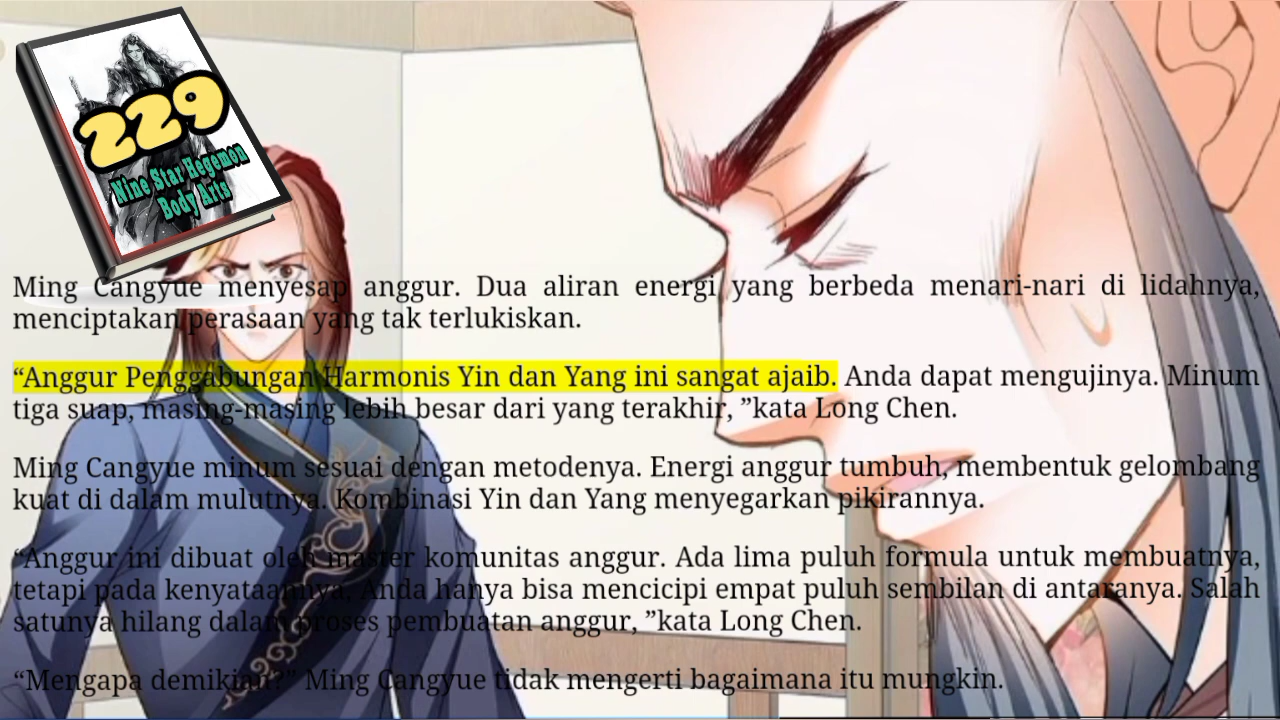 229
Nine Star Hegemon
Body Arts
Ming Cangyue menyesap anggur. Dua aliran energi yang berbeda menari-nari di lidahnya,
menciptakan perasaan yang tak terlukiskan.
“Anggur Penggabungan Harmonis Yin dan Yang ini sangat ajaib. Anda dapat mengujinya. Minum
tiga suap, masing-masing lebih besar dari yang terakhir, ”kata Long Chen.
Ming Cangyue minum sesuai dengan metodenya. Energi anggur tumbuh, membentuk gelombang
kuat di dalam mulutnya. Kombinasi Yin dan Yang menyegarkan pikirannya.
“Anggur ini dibuat oleh master komunitas anggur. Ada lima puluh formula untuk membuatnya,
tetapi pada kenyataannya, Anda hanya bisa mencicipi empat puluh sembilan di antaranya. Salah
satunya hilang dalam proses pembuatan anggur, ”kata Long Chen.
“Mengapa demikian?” Ming Cangyue tidak mengerti bagaimana itu mungkin.